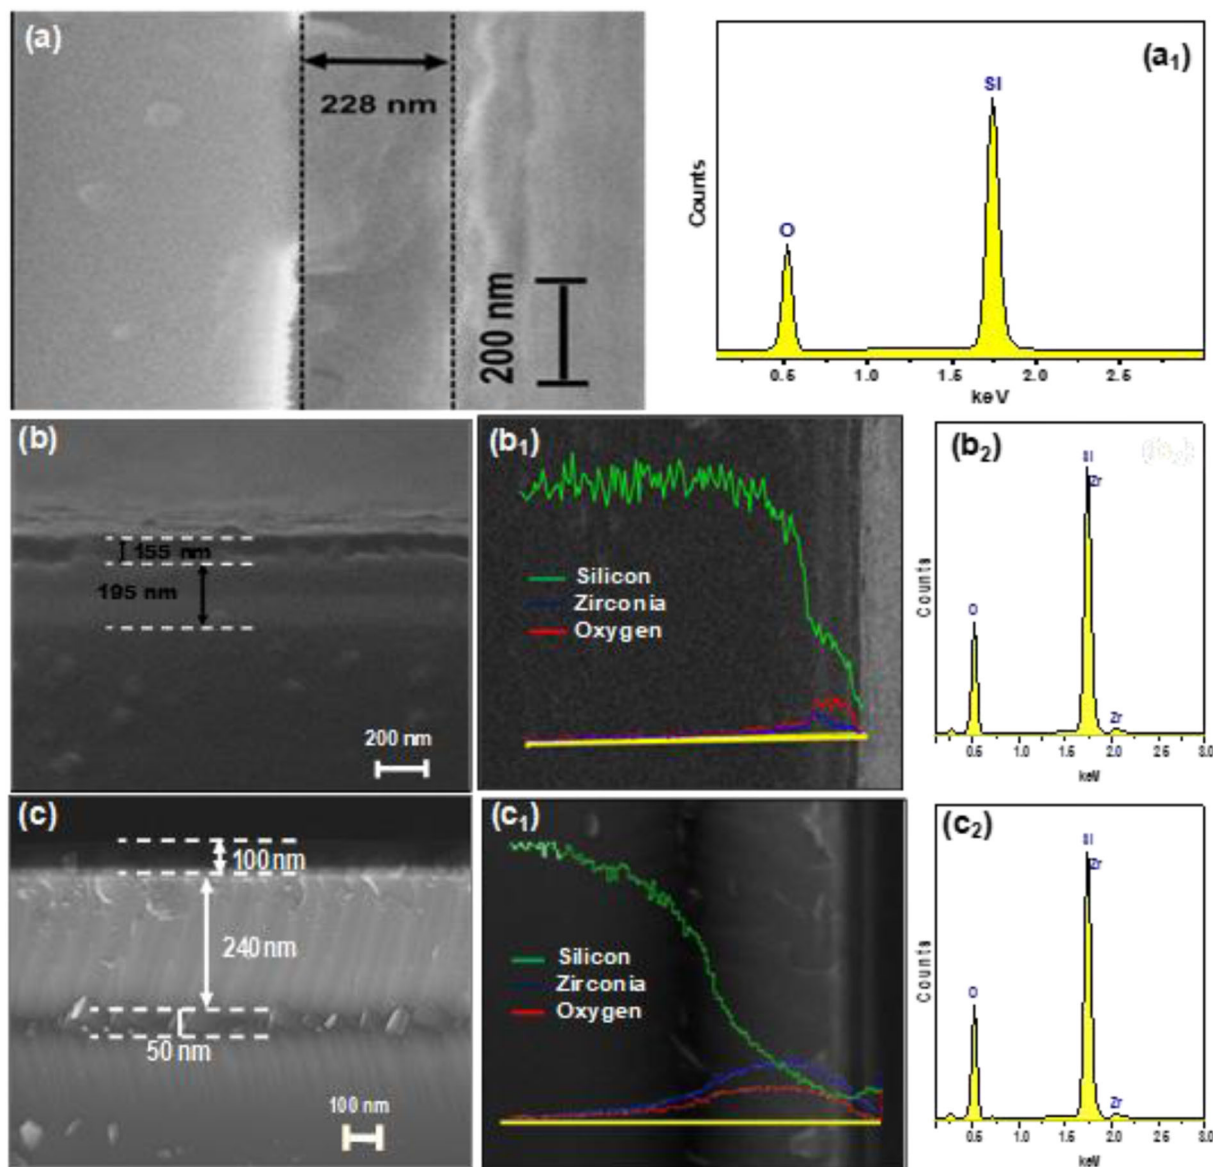 (a)
228 nm
200 nm
(a1)
SI
O
Counts
0.5 1.0 1.5 2.0 2.5
keV
(b)
155 nm
195 nm
200 nm
(b1)
Silicon
Zirconia
Oxygen
(b2)
SI
Zr
O
Zr
Counts
0.5 1.0 1.5 2.0 2.5 3.0
keV
(c)
100 nm
240 nm
50 nm
100 nm
(c1)
Silicon
Zirconia
Oxygen
(c2)
SI
Zr
O
Zr
Counts
0.5 1.0 1.5 2.0 2.5 3.0
keV